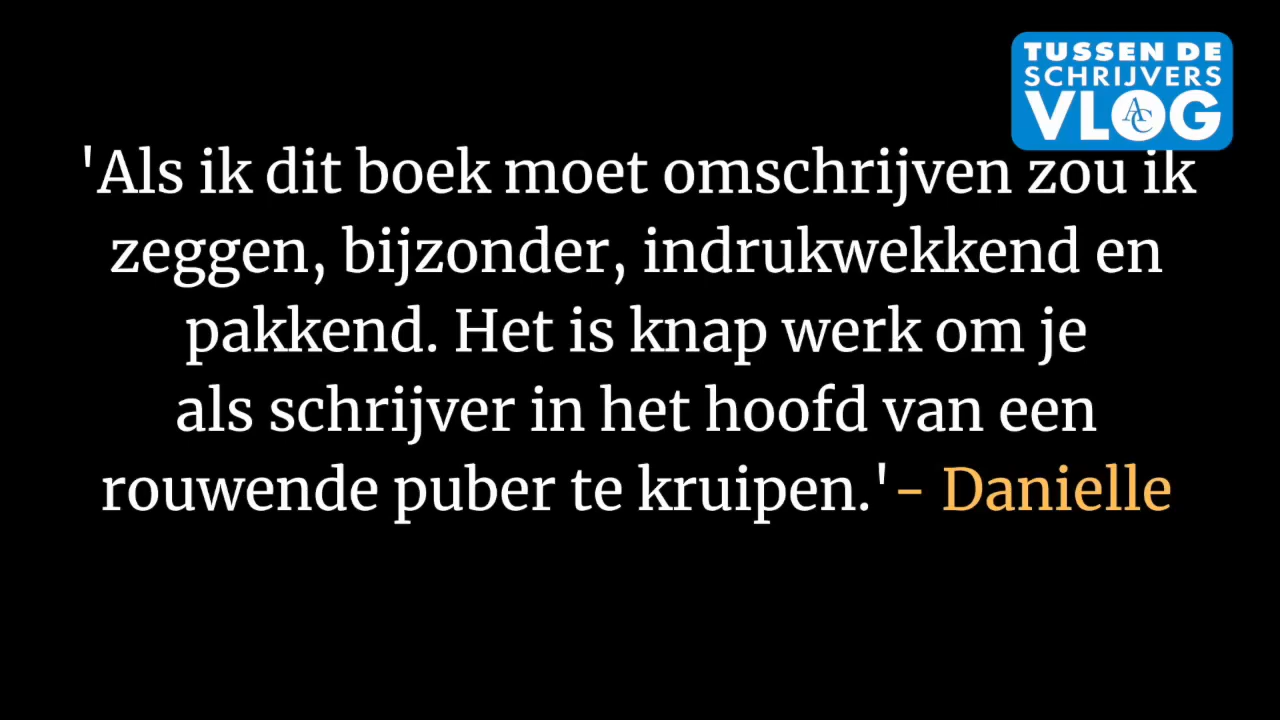 TUSSEN DE
SCHRIJVERS
VLOG
AC
'Als ik dit boek moet omschrijven zou ik
zeggen, bijzonder, indrukwekkend en
pakkend. Het is knap werk om je
als schrijver in het hoofd van een
rouwende puber te kruipen.'- Danielle